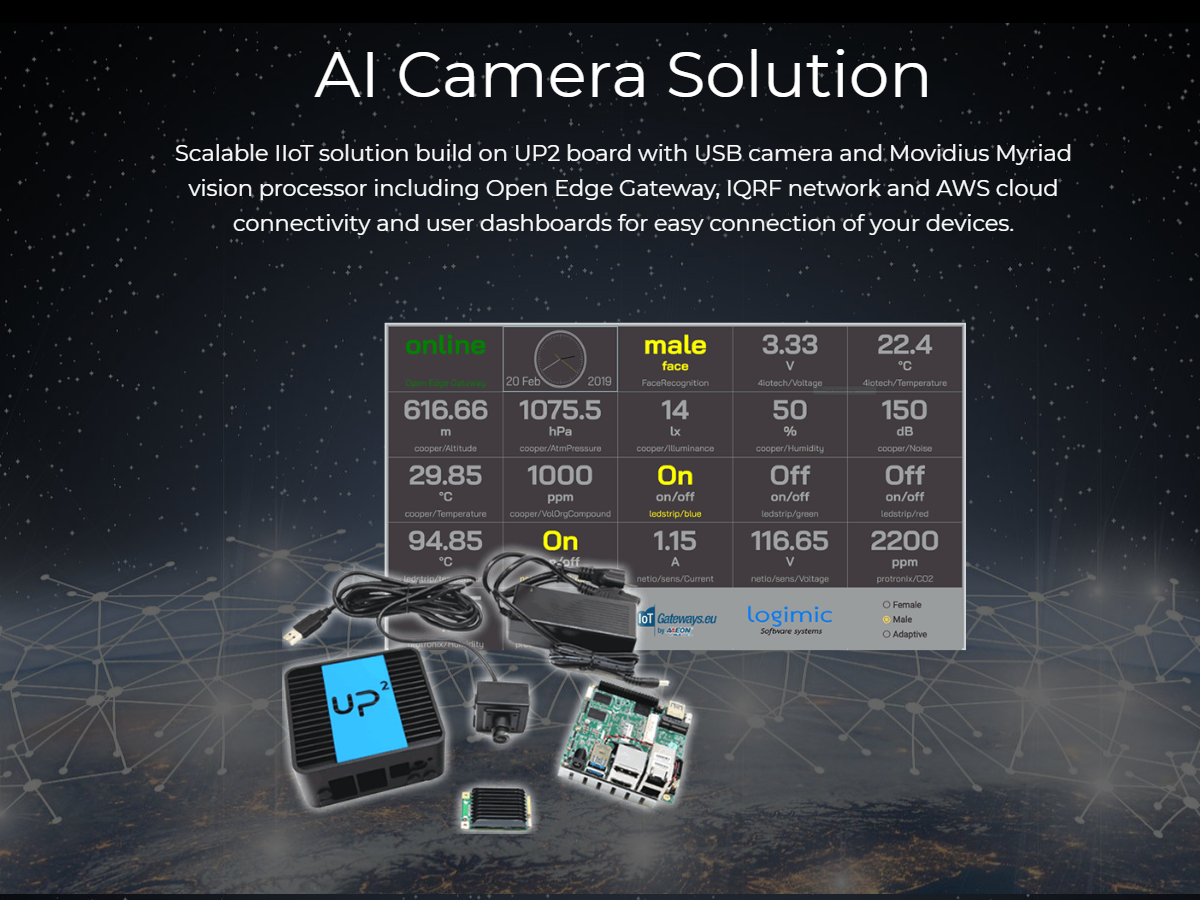 AI Camera Solution
Scalable IIoT solution build on UP2 board with USB camera and Movidius Myriad
vision processor including Open Edge Gateway, IQRF network and AWS cloud
connectivity and user dashboards for easy connection of your devices.
online male 3.33 22.4
face V °C
Open Edge Gateway 20 Feb 2019 FaceRecognition 4iotech/Voltage 4iotech/Temperature
616.66 1075.5 14 50 150
m hPa lx % dB
cooper/Altitude cooper/AtmPressure cooper/Illuminance cooper/Humidity cooper/Noise
29.85 1000 On Off Off
°C ppm on/off on/off on/off
cooper/Temperature cooper/VolOrgCompound ledstrip/blue ledstrip/green ledstrip/red
94.85 On 1.15 116.65 2200
°C A V ppm
netio/sens/Current netio/sens/Voltage protronix/CO2
IoT Gateways.eu
by AAEON
logimic
Software systems
Female
Male
Adaptive
UP²